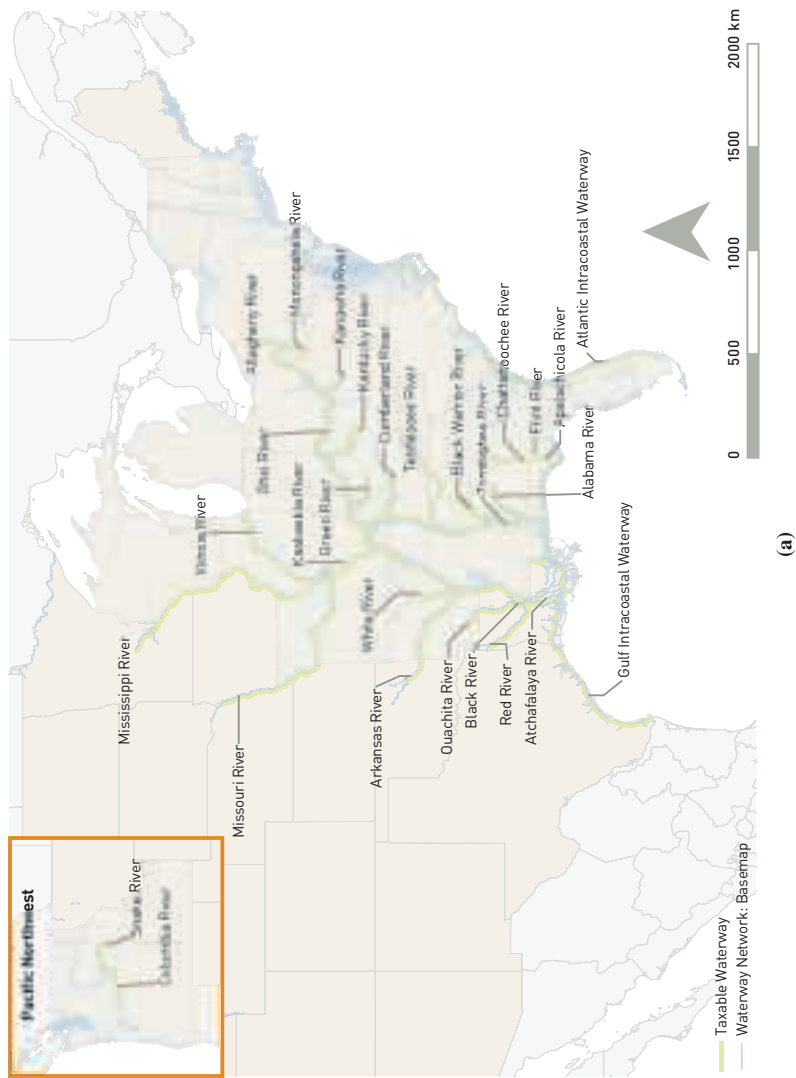 Pacific Northwest
Snake River
Columbia River
Mississippi River
Missouri River
Illinois River
Ohio River
Allegheny River
Monongahela River
Kanawha River
Kentucky River
Kaskaskia River
Green River
Cumberland River
Tennessee River
White River
Arkansas River
Ouachita River
Black River
Red River
Atchafalaya River
Black Warrior River
Tombigbee River
Chattahoochee River
Flint River
Apalachicola River
Alabama River
Atlantic Intracoastal Waterway
Gulf Intracoastal Waterway
Taxable Waterway
Waterway Network: Basemap
0 500 1000 1500 2000 km
(a)